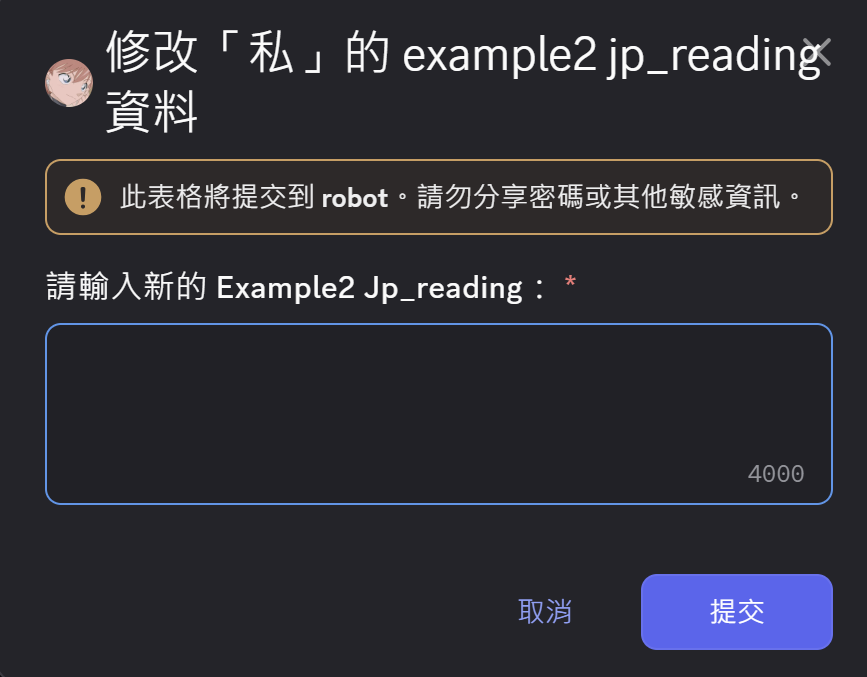 修改「私」的 example2 jp_reading
資料
此表格將提交到 robot。請勿分享密碼或其他敏感資訊。
請輸入新的 Example2 Jp_reading： *
4000
取消
提交